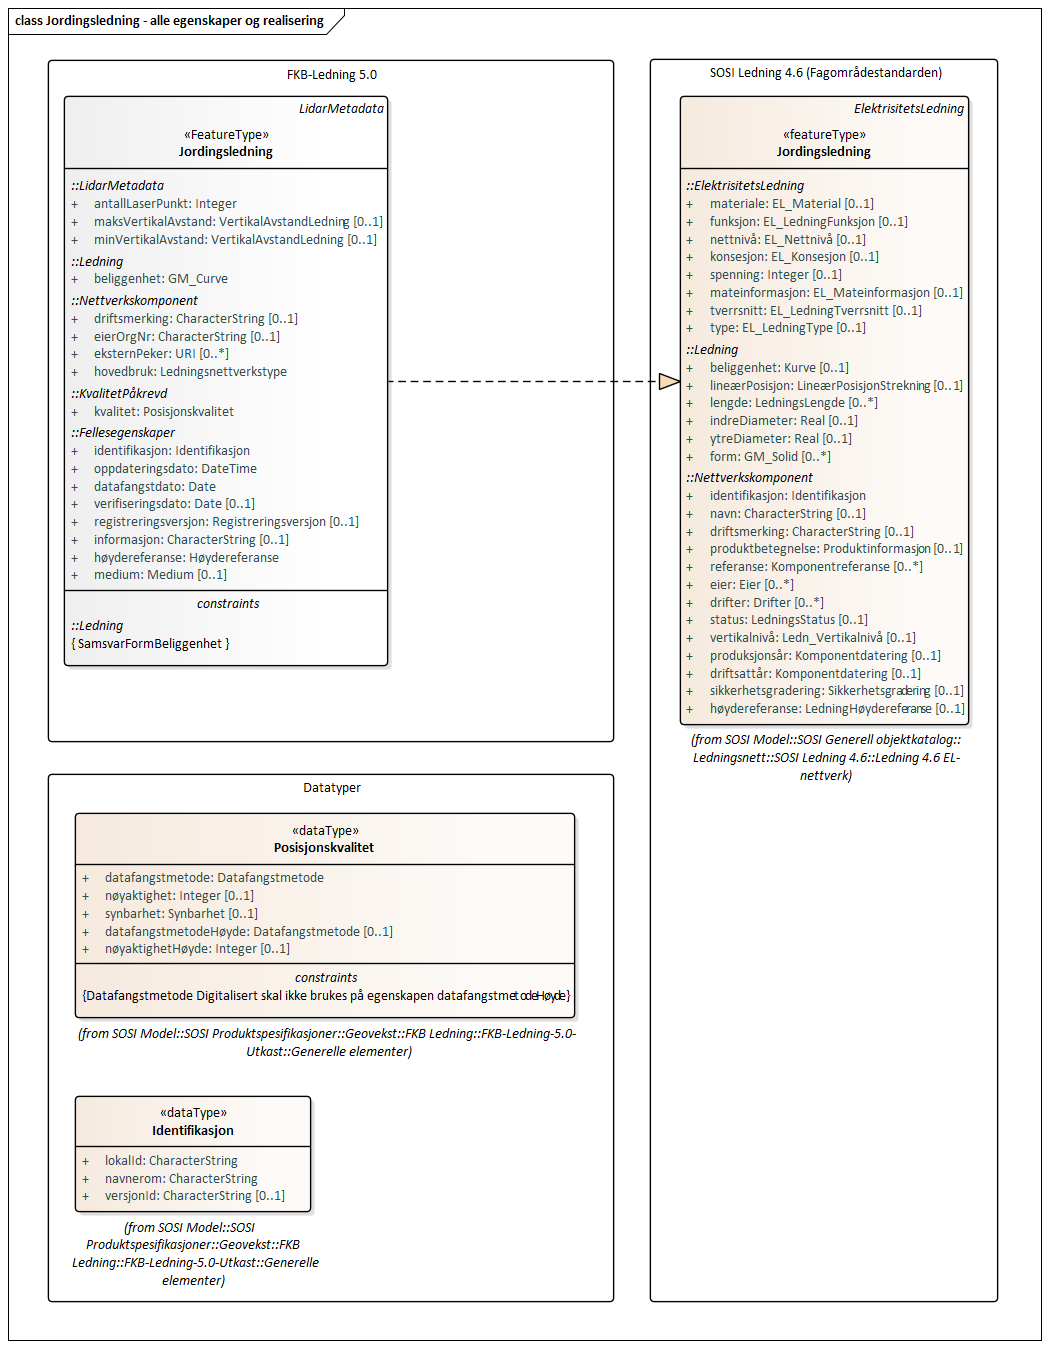 class Jordingsledning - alle egenskaper og realisering
FKB-Ledning 5.0
LidarMetadata
«FeatureType»
Jordingsledning
::LidarMetadata
+ antallLaserPunkt: Integer
+ maksVertikalAvstand: VertikalAvstandLedning [0..1]
+ minVertikalAvstand: VertikalAvstandLedning [0..1]
::Ledning
+ beliggenhet: GM_Curve
::Nettverkskomponent
+ driftsmerking: CharacterString [0..1]
+ eierOrgNr: CharacterString [0..1]
+ eksternPeker: URI [0..*]
+ hovedbruk: Ledningsnettverkstype
::KvalitetPåkrevd
+ kvalitet: Posisjonskvalitet
::Fellesegenskaper
+ identifikasjon: Identifikasjon
+ oppdateringsdato: DateTime
+ datafangstdato: Date
+ verifiseringsdato: Date [0..1]
+ registreringsversjon: Registreringsversjon [0..1]
+ informasjon: CharacterString [0..1]
+ høydereferanse: Høydereferanse
+ medium: Medium [0..1]
constraints
::Ledning
{ SamsvarFormBeliggenhet }
SOSI Ledning 4.6 (Fagområdestandarden)
ElektrisitetsLedning
«featureType»
Jordingsledning
::ElektrisitetsLedning
+ materiale: EL_Material [0..1]
+ funksjon: EL_LedningFunksjon [0..1]
+ nettnivå: EL_Nettnivå [0..1]
+ konsesjon: EL_Konsesjon [0..1]
+ spenning: Integer [0..1]
+ mateinformasjon: EL_Mateinformasjon [0..1]
+ tverrsnitt: EL_LedningTverrsnitt [0..1]
+ type: EL_LedningType [0..1]
::Ledning
+ beliggenhet: Kurve [0..1]
+ lineærPosisjon: LineærPosisjonStrekning [0..1]
+ lengde: LedningsLengde [0..*]
+ indreDiameter: Real [0..1]
+ ytreDiameter: Real [0..1]
+ form: GM_Solid [0..*]
::Nettverkskomponent
+ identifikasjon: Identifikasjon
+ navn: CharacterString [0..1]
+ driftsmerking: CharacterString [0..1]
+ produktbetegnelse: Produktinformasjon [0..1]
+ referanse: Komponentreferanse [0..*]
+ eier: Eier [0..*]
+ drifter: Drifter [0..*]
+ status: LedningsStatus [0..1]
+ vertikalnivå: Ledn_Vertikalnivå [0..1]
+ produksjonsår: Komponentdatering [0..1]
+ driftsattår: Komponentdatering [0..1]
+ sikkerhetsgradering: Sikkerhetsgradering [0..1]
+ høydereferanse: LedningHøydereferanse [0..1]
(from SOSI Model::SOSI Generell objektkatalog::
Ledningsnett::SOSI Ledning 4.6::Ledning 4.6 EL-
nettverk)
Datatyper
«dataType»
Posisjonskvalitet
+ datafangstmetode: Datafangstmetode
+ nøyaktighet: Integer [0..1]
+ synbarhet: Synbarhet [0..1]
+ datafangstmetodeHøyde: Datafangstmetode [0..1]
+ nøyaktighetHøyde: Integer [0..1]
constraints
{Datafangstmetode Digitalisert skal ikke brukes på egenskapen datafangstmetodeHøyde}
(from SOSI Model::SOSI Produktspesifikasjoner::Geovekst::FKB Ledning::FKB-Ledning-5.0-
Utkast::Generelle elementer)
«dataType»
Identifikasjon
+ lokalId: CharacterString
+ navnerom: CharacterString
+ versjonId: CharacterString [0..1]
(from SOSI Model::SOSI
Produktspesifikasjoner::Geovekst::FKB
Ledning::FKB-Ledning-5.0-Utkast::Generelle
elementer)